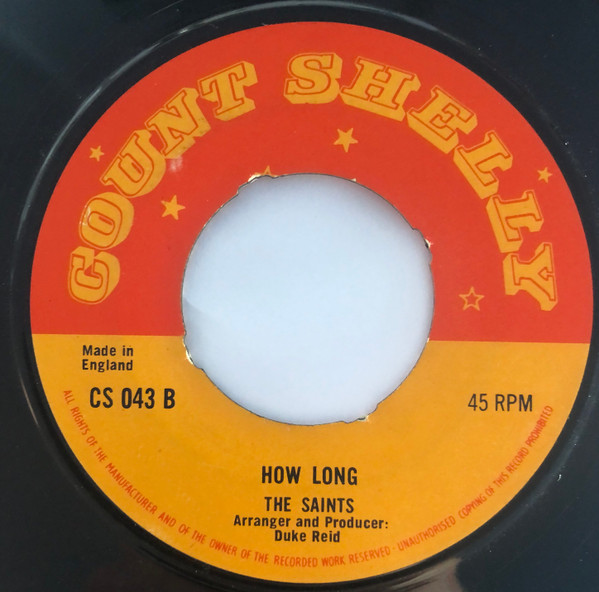 COUNT SHELLY
Made in
England
CS 043 B
45 RPM
HOW LONG
THE SAINTS
Arranger and Producer:
Duke Reid
ALL RIGHTS OF THE MANUFACTURER AND OF THE OWNER OF THE RECORDED WORK RESERVED · UNAUTHORISED COPYING OF THIS RECORD PROHIBITED